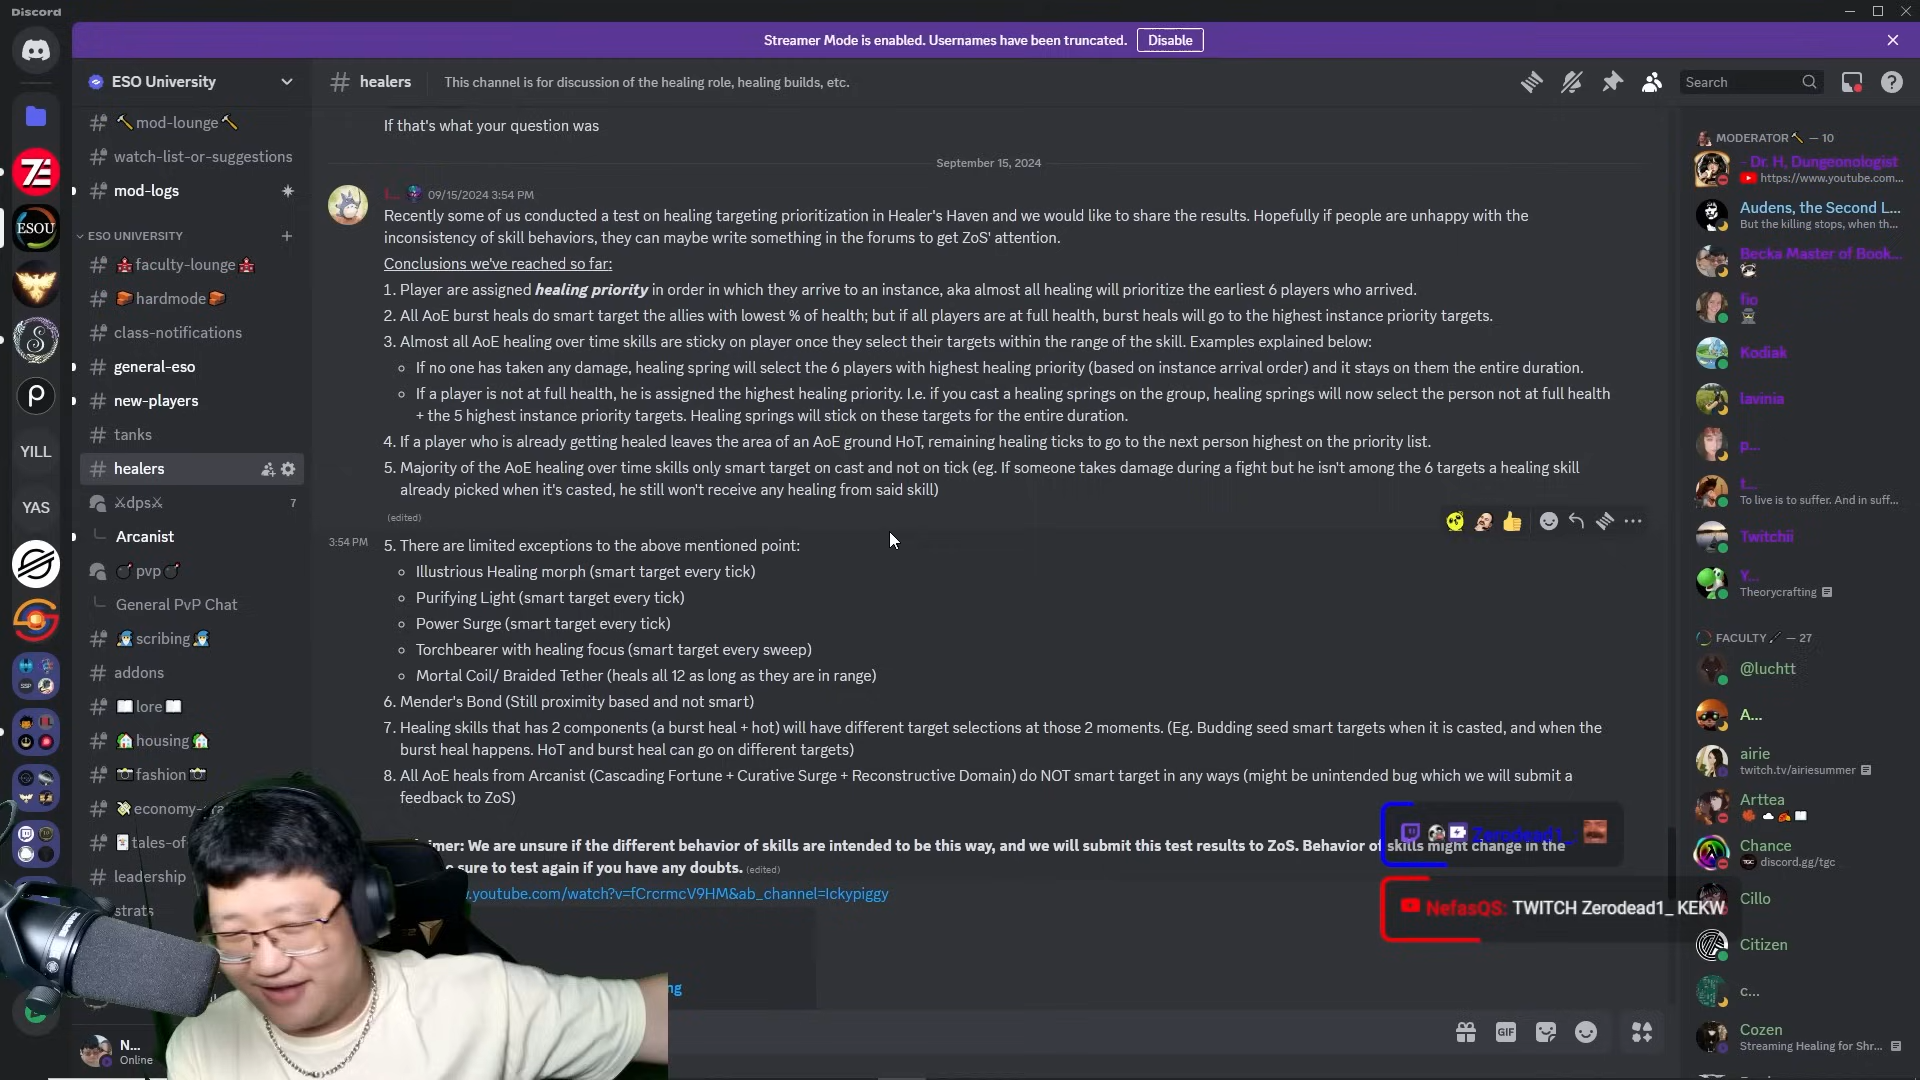 Discord
Streamer Mode is enabled. Usernames have been truncated.
Disable
ESO University
healers
This channel is for discussion of the healing role, healing builds, etc.
Search
mod-lounge
watch-list-or-suggestions
mod-logs
ESO UNIVERSITY
faculty-lounge
hardmode
class-notifications
general-eso
new-players
tanks
healers
dps
7
Arcanist
pvp
General PvP Chat
scribing
addons
lore
housing
fashion
tales-of-
leadership
strats
ESOU
YILL
YAS
N...
Online
If that's what your question was
September 15, 2024
09/15/2024 3:54 PM
Recently some of us conducted a test on healing targeting prioritization in Healer's Haven and we would like to share the results. Hopefully if people are unhappy with the
inconsistency of skill behaviors, they can maybe write something in the forums to get ZoS' attention.
Conclusions we've reached so far:
1. Player are assigned healing priority in order in which they arrive to an instance, aka almost all healing will prioritize the earliest 6 players who arrived.
2. All AoE burst heals do smart target the allies with lowest % of health; but if all players are at full health, burst heals will go to the highest instance priority targets.
3. Almost all AoE healing over time skills are sticky on player once they select their targets within the range of the skill. Examples explained below:
If no one has taken any damage, healing spring will select the 6 players with highest healing priority (based on instance arrival order) and it stays on them the entire duration.
If a player is not at full health, he is assigned the highest healing priority. I.e. if you cast a healing springs on the group, healing springs will now select the person not at full health
+ the 5 highest instance priority targets. Healing springs will stick on these targets for the entire duration.
4. If a player who is already getting healed leaves the area of an AoE ground HoT, remaining healing ticks to go to the next person highest on the priority list.
5. Majority of the AoE healing over time skills only smart target on cast and not on tick (eg. If someone takes damage during a fight but he isn't among the 6 targets a healing skill
already picked when it's casted, he still won't receive any healing from said skill)
(edited)
3:54 PM
5. There are limited exceptions to the above mentioned point:
Illustrious Healing morph (smart target every tick)
Purifying Light (smart target every tick)
Power Surge (smart target every tick)
Torchbearer with healing focus (smart target every sweep)
Mortal Coil/ Braided Tether (heals all 12 as long as they are in range)
6. Mender's Bond (Still proximity based and not smart)
7. Healing skills that has 2 components (a burst heal + hot) will have different target selections at those 2 moments. (Eg. Budding seed smart targets when it is casted, and when the
burst heal happens. HoT and burst heal can go on different targets)
8. All AoE heals from Arcanist (Cascading Fortune + Curative Surge + Reconstructive Domain) do NOT smart target in any ways (might be unintended bug which we will submit a
feedback to ZoS)
imer: We are unsure if the different behavior of skills are intended to be this way, and we will submit this test results to ZoS. Behavior of skills might change in the
sure to test again if you have any doubts. (edited)
.youtube.com/watch?v=fCrcrmcV9HM&ab_channel=Ickypiggy
ng
Zerodead1_:
NefasQS: TWITCH Zerodead1_ KEKW
GIF
MODERATOR — 10
- Dr. H, Dungeonologist
https://www.youtube.com...
Audens, the Second L...
But the killing stops, when th...
Becka Master of Book...
fio
Kodiak
lavinia
p...
t...
To live is to suffer. And in suff...
Twitchii
Y...
Theorycrafting
FACULTY — 27
@luchtt
A...
airie
twitch.tv/airiesummer
Arttea
Chance
discord.gg/tgc
Cillo
Citizen
c...
Cozen
Streaming Healing for Shr...